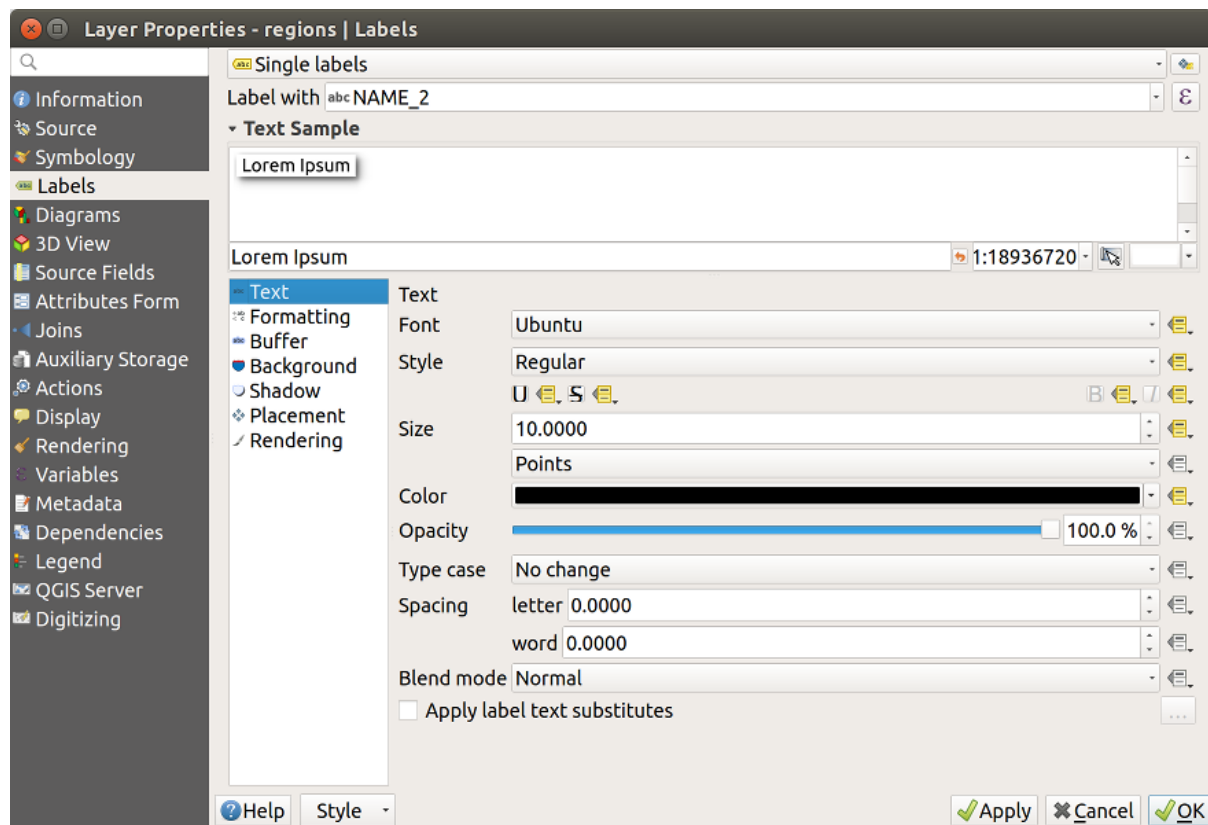 Layer Properties - regions | Labels
Single labels
Information
Label with abc NAME_2 ε
Source
Text Sample
Symbology
Lorem Ipsum
Labels
Diagrams
3D View
Lorem Ipsum 1:18936720
Source Fields
Attributes Form
Joins
Auxiliary Storage
Actions
Display
Rendering
Variables
Metadata
Dependencies
Legend
QGIS Server
Digitizing
Text
Formatting
Buffer
Background
Shadow
Placement
Rendering
Text
Font Ubuntu
Style Regular
U S B I
Size 10.0000
Points
Color
Opacity 100.0 %
Type case No change
Spacing letter 0.0000
word 0.0000
Blend mode Normal
Apply label text substitutes
...
Help Style Apply Cancel OK